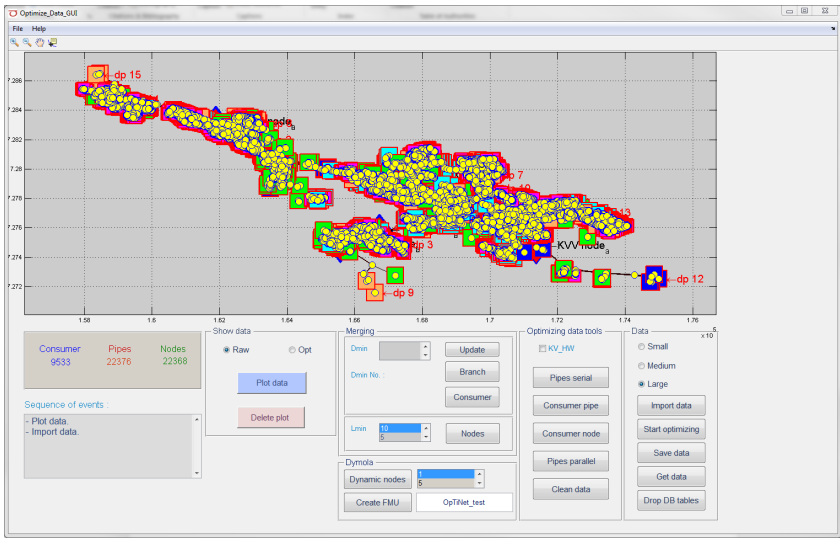 Optimize_Data_GUI
File Help
7.286
7.284
7.282
7.28
7.278
7.276
7.274
7.272
dp 15
node
a
dp 7
dp 3
KVV node
a
dp 12
dp 9
1.58 1.6 1.62 1.64 1.66 1.68 1.7 1.72 1.74 1.76
x 10
Consumer Pipes Nodes
9533 22376 22368
Sequence of events :
- Plot data.
- Import data.
Show data
Raw Opt
Plot data
Delete plot
Merging
Dmin
Update
Dmin No. :
Branch
Consumer
Lmin
10
5
Nodes
Dymola
Dynamic nodes
1
5
Create FMU
OpTiNet_test
Optimizing data tools
KV_HW
Pipes serial
Consumer pipe
Consumer node
Pipes parallel
Clean data
Data
Small
Medium
Large
Import data
Start optimizing
Save data
Get data
Drop DB tables